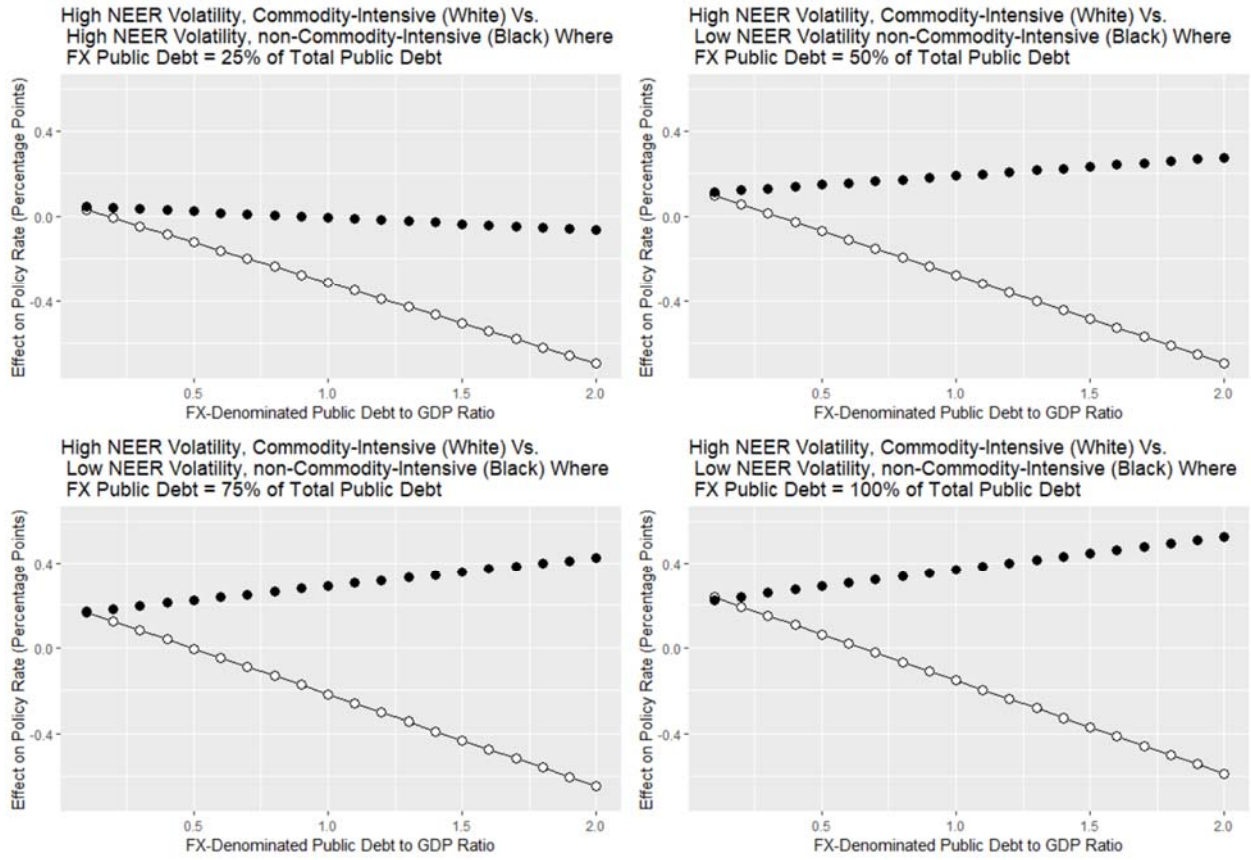 High NEER Volatility, Commodity-Intensive (White) Vs.
High NEER Volatility, non-Commodity-Intensive (Black) Where
FX Public Debt = 25% of Total Public Debt
Effect on Policy Rate (Percentage Points)
0.4
0.0
-0.4
0.5 1.0 1.5 2.0
FX-Denominated Public Debt to GDP Ratio
High NEER Volatility, Commodity-Intensive (White) Vs.
Low NEER Volatility non-Commodity-Intensive (Black) Where
FX Public Debt = 50% of Total Public Debt
Effect on Policy Rate (Percentage Points)
0.4
0.0
-0.4
0.5 1.0 1.5 2.0
FX-Denominated Public Debt to GDP Ratio
High NEER Volatility, Commodity-Intensive (White) Vs.
Low NEER Volatility, non-Commodity-Intensive (Black) Where
FX Public Debt = 75% of Total Public Debt
Effect on Policy Rate (Percentage Points)
0.4
0.0
-0.4
0.5 1.0 1.5 2.0
FX-Denominated Public Debt to GDP Ratio
High NEER Volatility, Commodity-Intensive (White) Vs.
Low NEER Volatility, non-Commodity-Intensive (Black) Where
FX Public Debt = 100% of Total Public Debt
Effect on Policy Rate (Percentage Points)
0.4
0.0
-0.4
0.5 1.0 1.5 2.0
FX-Denominated Public Debt to GDP Ratio